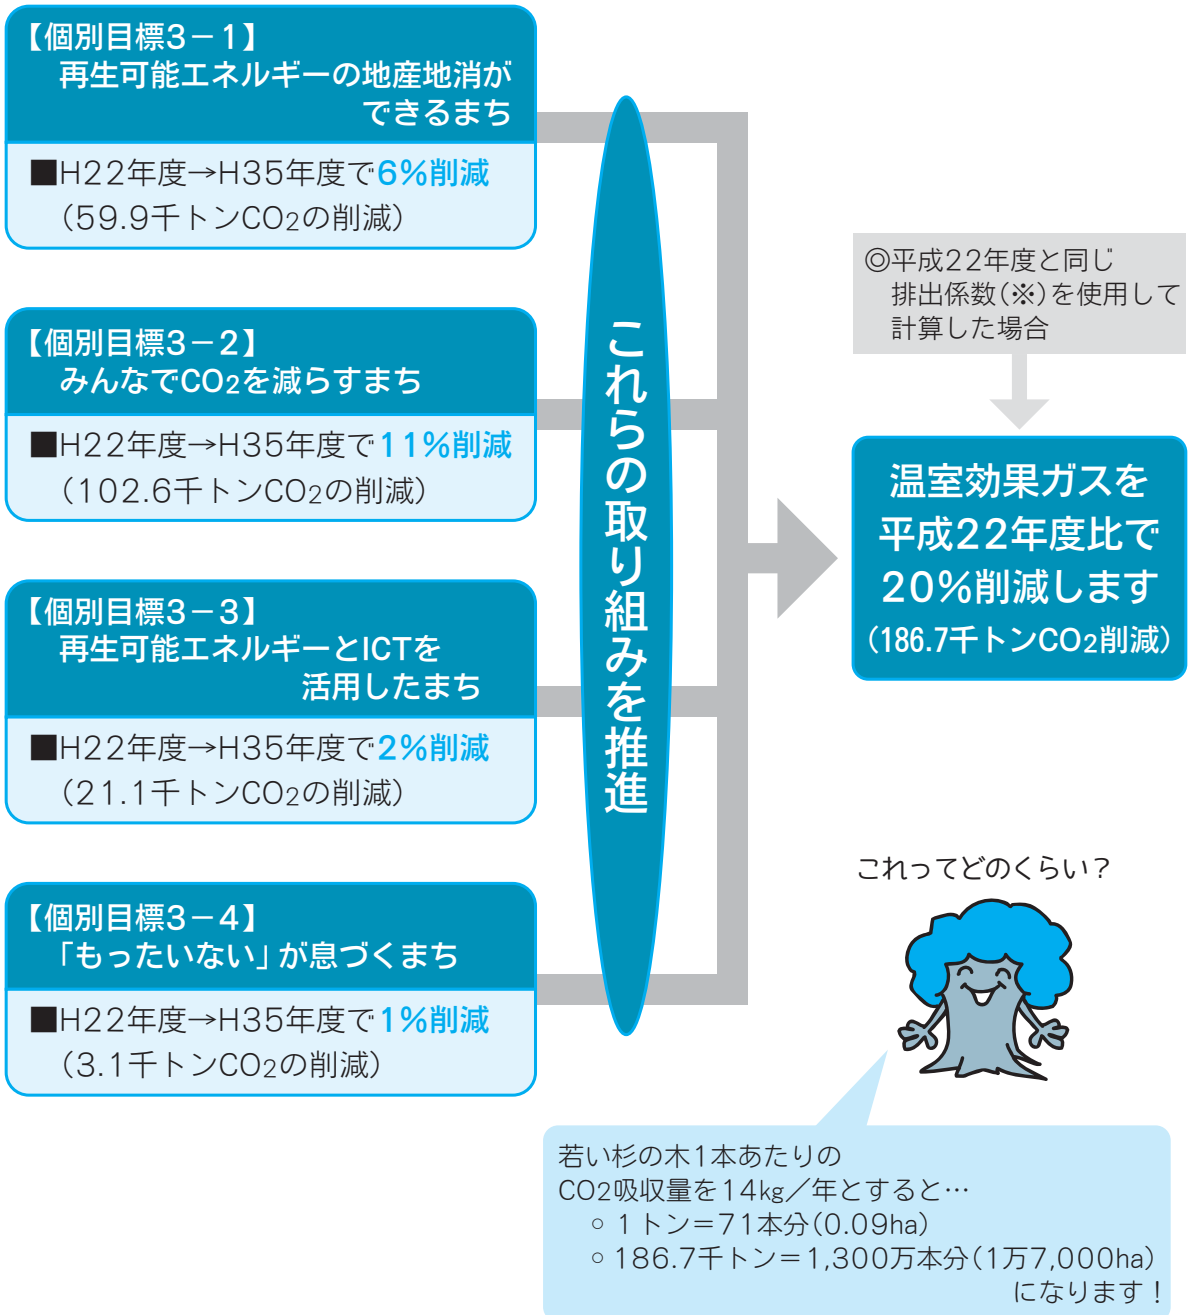 【個別目標3－1】
再生可能エネルギーの地産地消が
できるまち
■H22年度→H35年度で6%削減
（59.9千トンCO2の削減）
【個別目標3－2】
みんなでCO2を減らすまち
■H22年度→H35年度で11%削減
（102.6千トンCO2の削減）
【個別目標3－3】
再生可能エネルギーとICTを
活用したまち
■H22年度→H35年度で2%削減
（21.1千トンCO2の削減）
【個別目標3－4】
「もったいない」が息づくまち
■H22年度→H35年度で1%削減
（3.1千トンCO2の削減）
これらの取り組みを推進
◎平成22年度と同じ
排出係数（※）を使用して
計算した場合
温室効果ガスを
平成22年度比で
20%削減します
（186.7千トンCO2削減）
これってどのくらい？
若い杉の木1本あたりの
CO2吸収量を14kg／年とすると…
○1トン＝71本分（0.09ha）
○186.7千トン＝1,300万本分（1万7,000ha）
になります！